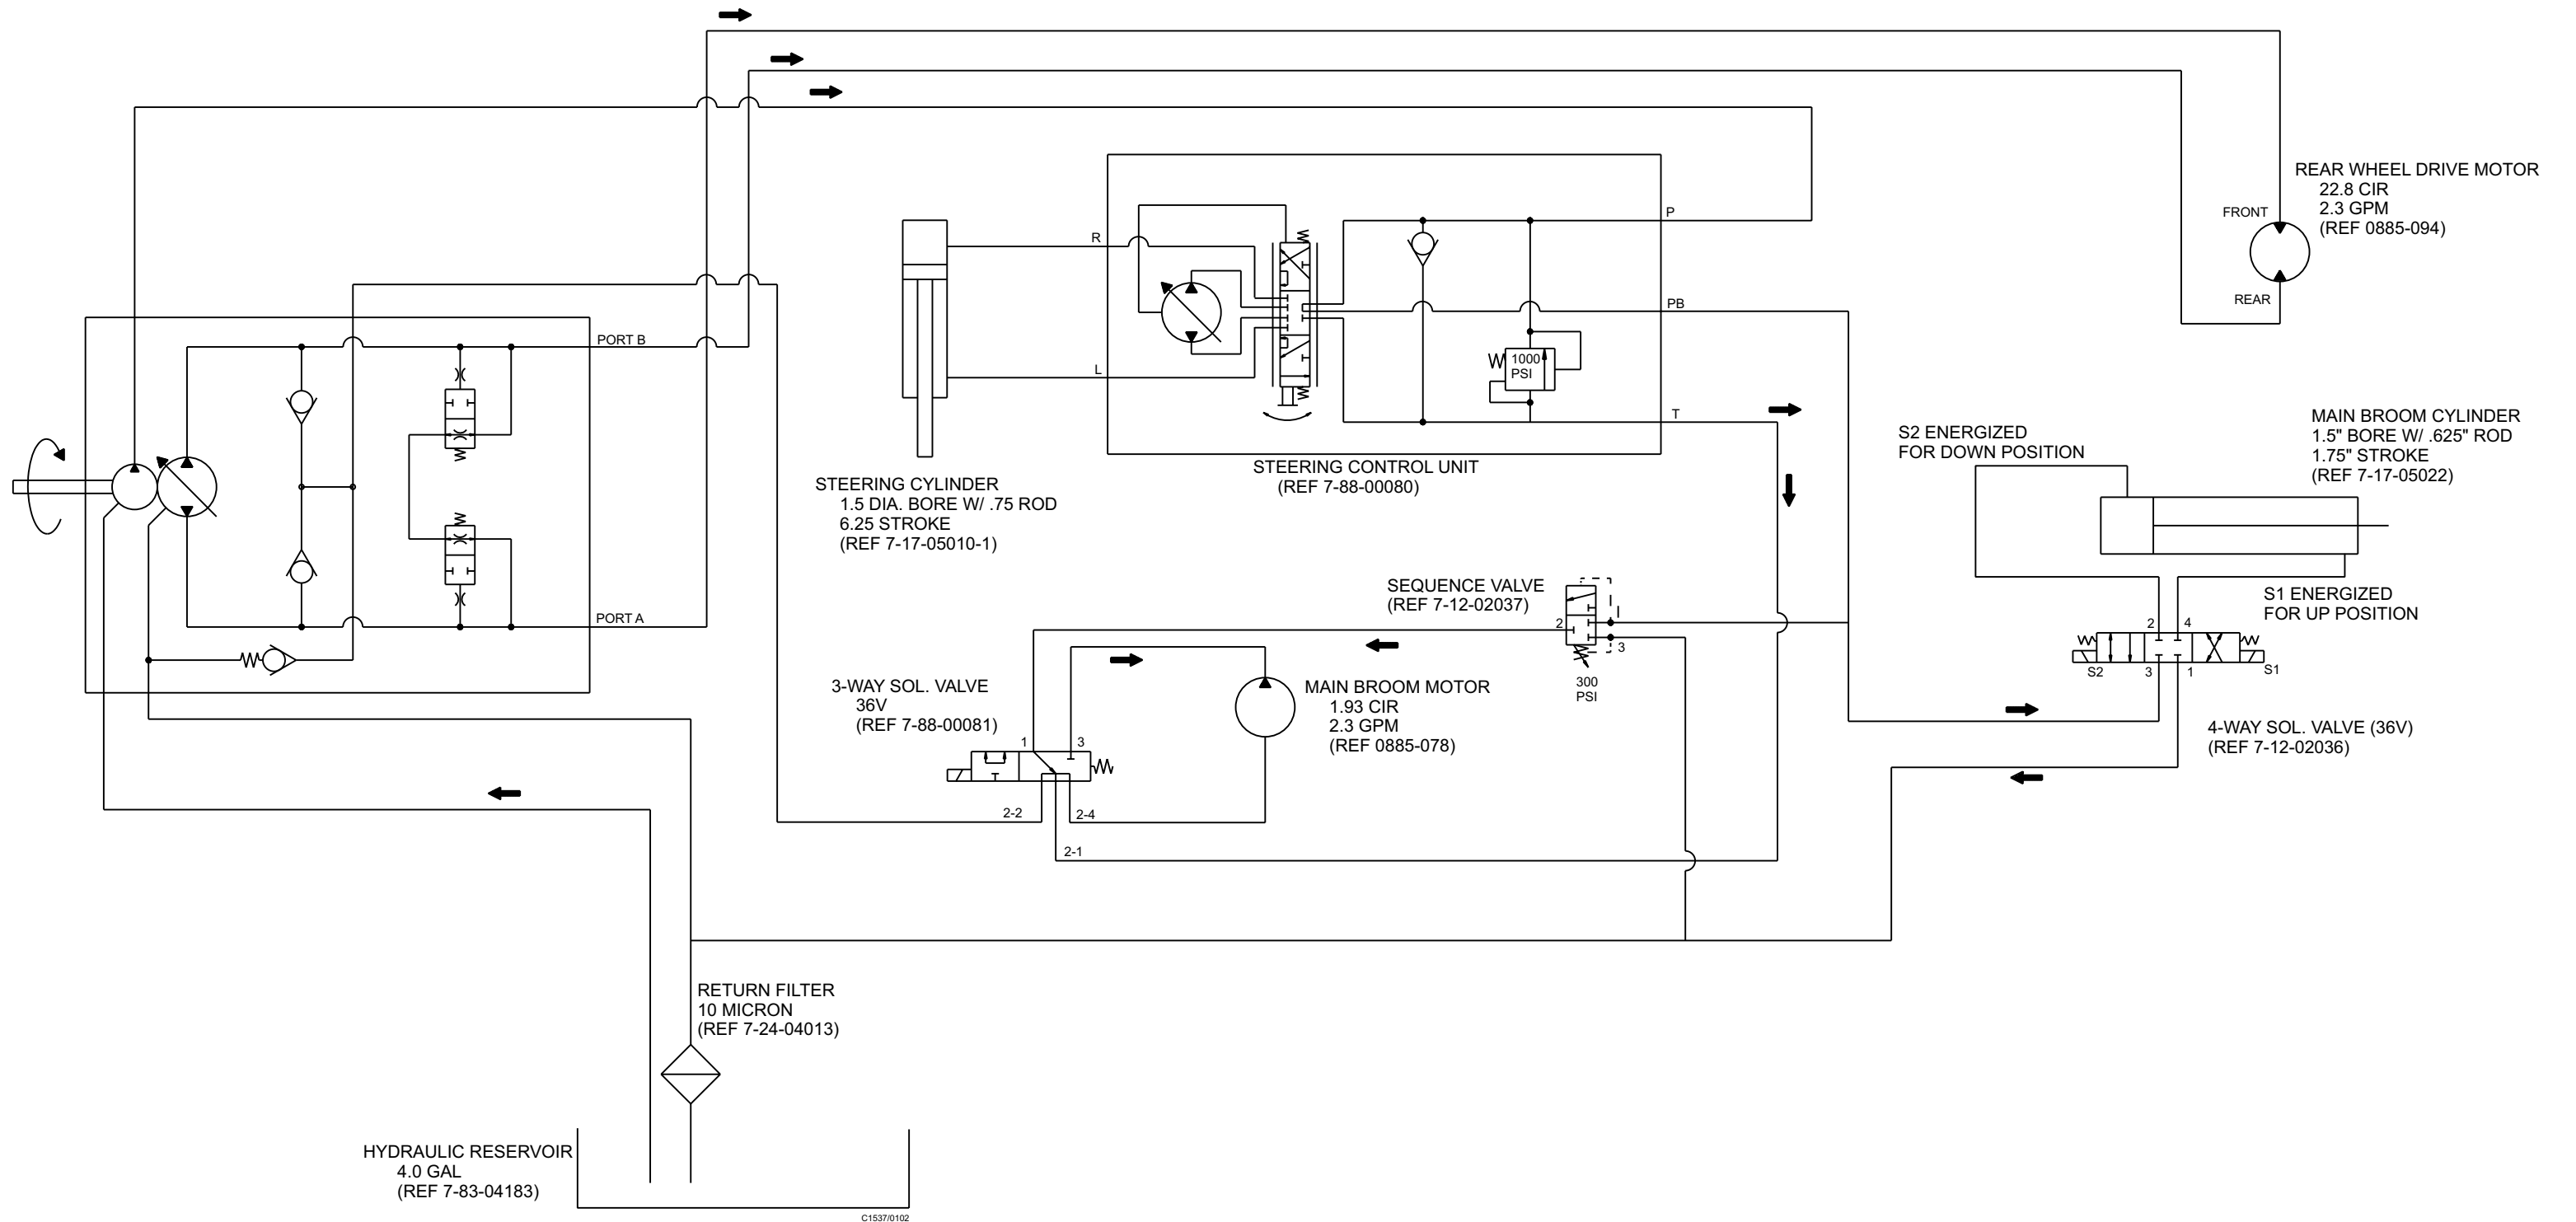 REAR WHEEL DRIVE MOTOR
22.8 CIR
2.3 GPM
(REF 0885-094)
FRONT
REAR
P
R
PB
1000
PSI
L
T
PORT B
STEERING CONTROL UNIT
(REF 7-88-00080)
STEERING CYLINDER
1.5 DIA. BORE W/ .75 ROD
6.25 STROKE
(REF 7-17-05010-1)
S2 ENERGIZED
FOR DOWN POSITION
MAIN BROOM CYLINDER
1.5" BORE W/ .625" ROD
1.75" STROKE
(REF 7-17-05022)
S1 ENERGIZED
FOR UP POSITION
PORT A
SEQUENCE VALVE
(REF 7-12-02037)
2
1
3
300
PSI
2 4
S2 3 1 S1
4-WAY SOL. VALVE (36V)
(REF 7-12-02036)
3-WAY SOL. VALVE
36V
(REF 7-88-00081)
1 3
2-2
2-4
2-1
MAIN BROOM MOTOR
1.93 CIR
2.3 GPM
(REF 0885-078)
RETURN FILTER
10 MICRON
(REF 7-24-04013)
HYDRAULIC RESERVOIR
4.0 GAL
(REF 7-83-04183)
C1537/0102